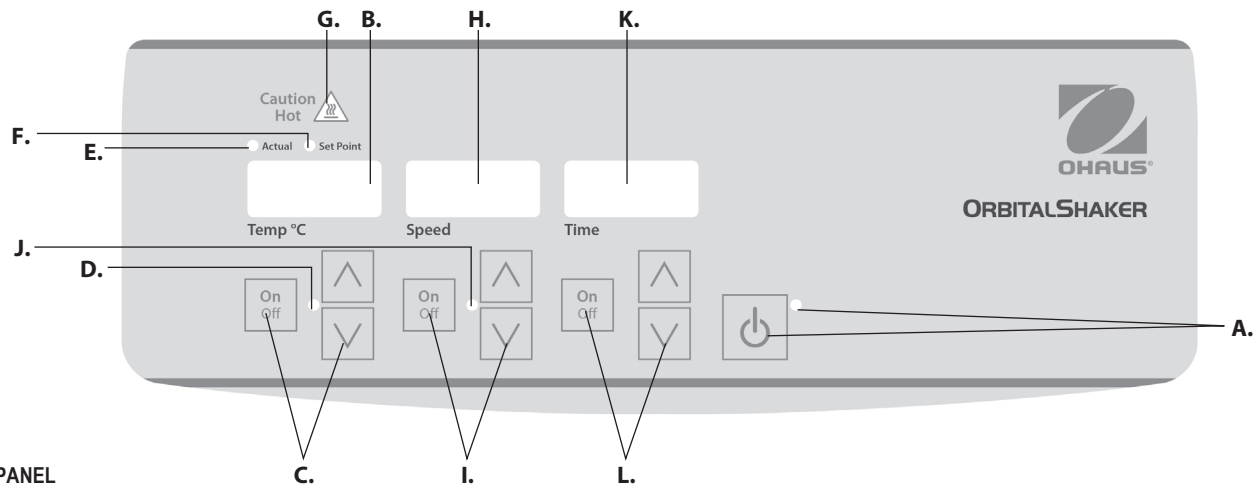 G. B. H. K.
Caution
Hot
F.
E. Actual Set Point
OHAUS®
ORBITALSHAKER
Temp °C Speed Time
J.
D.
On
Off
On
Off
On
Off
A.
PANEL C. I. L.